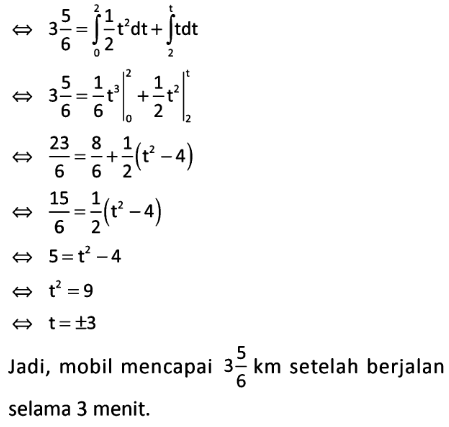 ⇔ 3 5/6 = ∫₀² 1/2 t² dt + ∫₂ᵗ tdt
⇔ 3 5/6 = 1/6 t³ |₀² + 1/2 t² |₂ᵗ
⇔ 23/6 = 8/6 + 1/2 (t² − 4)
⇔ 15/6 = 1/2 (t² − 4)
⇔ 5 = t² − 4
⇔ t² = 9
⇔ t = ±3
Jadi, mobil mencapai 3 5/6 km setelah berjalan
selama 3 menit.